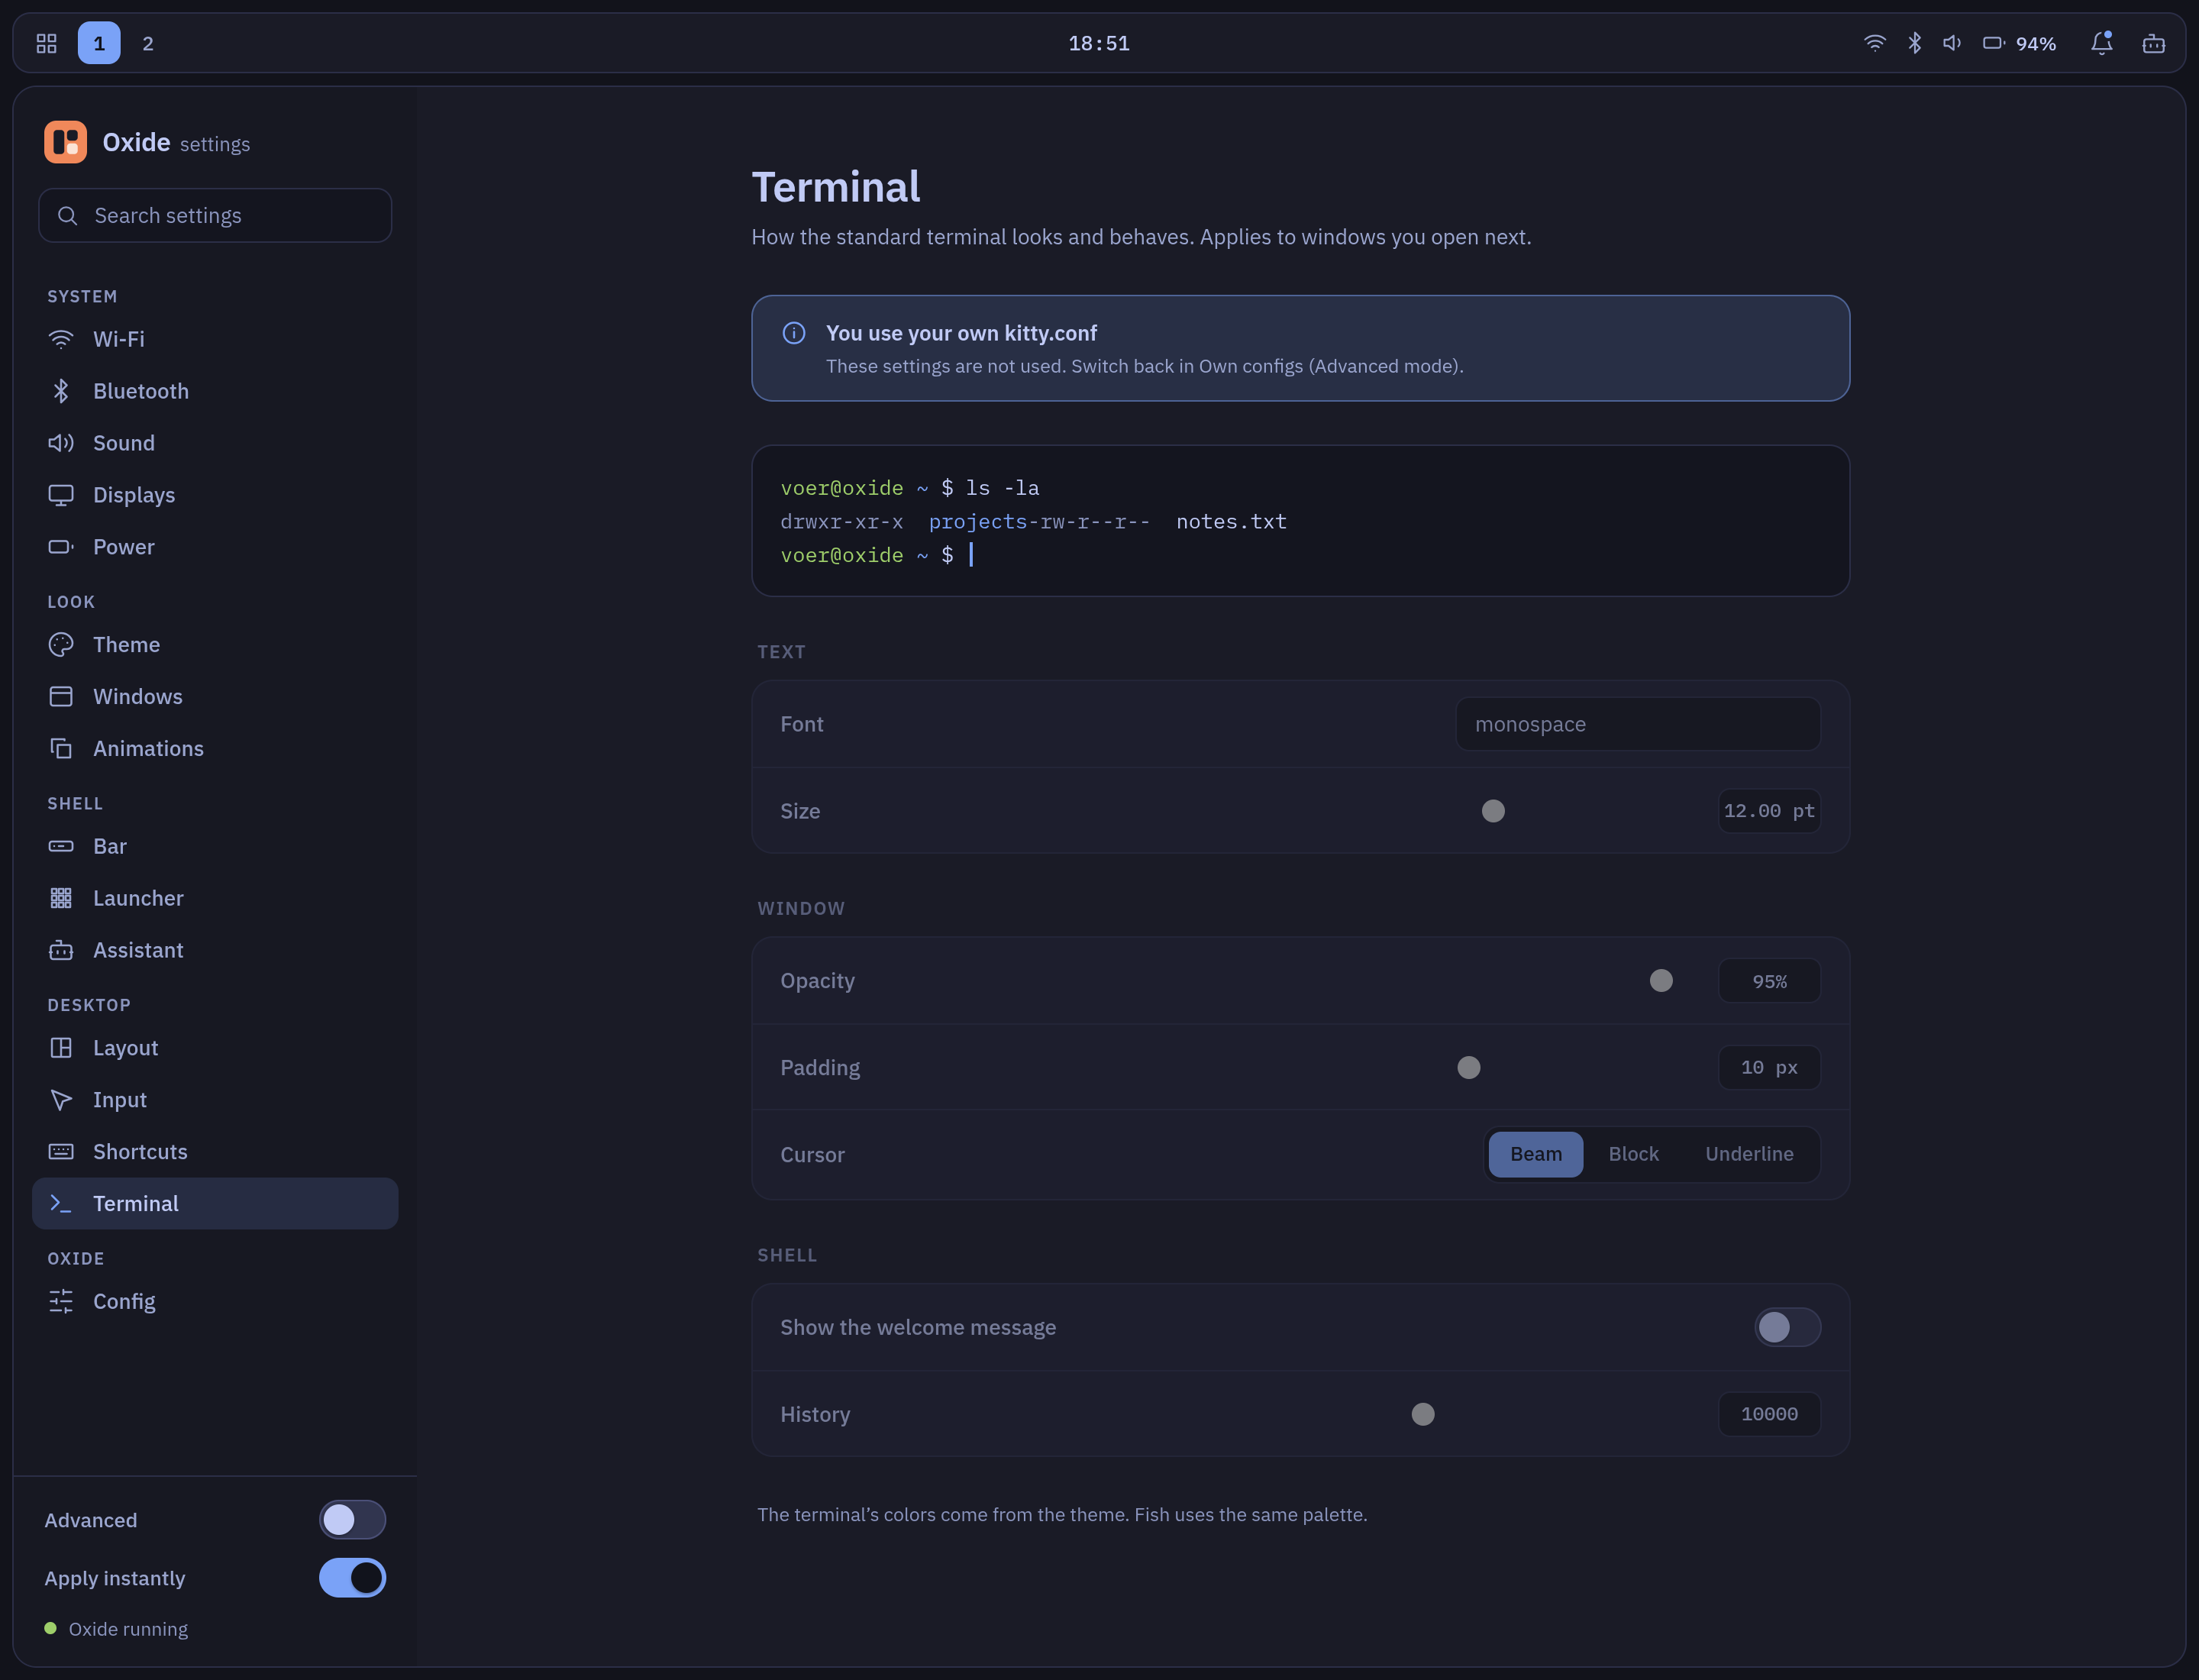 1 2 18:51 94%
Oxide settings
Search settings
SYSTEM
Wi-Fi
Bluetooth
Sound
Displays
Power
LOOK
Theme
Windows
Animations
SHELL
Bar
Launcher
Assistant
DESKTOP
Layout
Input
Shortcuts
Terminal
OXIDE
Config
Advanced
Apply instantly
Oxide running
Terminal
How the standard terminal looks and behaves. Applies to windows you open next.
You use your own kitty.conf
These settings are not used. Switch back in Own configs (Advanced mode).
voer@oxide ~ $ ls -la
drwxr-xr-x  projects-rw-r--r--  notes.txt
voer@oxide ~ $
TEXT
Font monospace
Size 12.00 pt
WINDOW
Opacity 95%
Padding 10 px
Cursor Beam Block Underline
SHELL
Show the welcome message
History 10000
The terminal’s colors come from the theme. Fish uses the same palette.